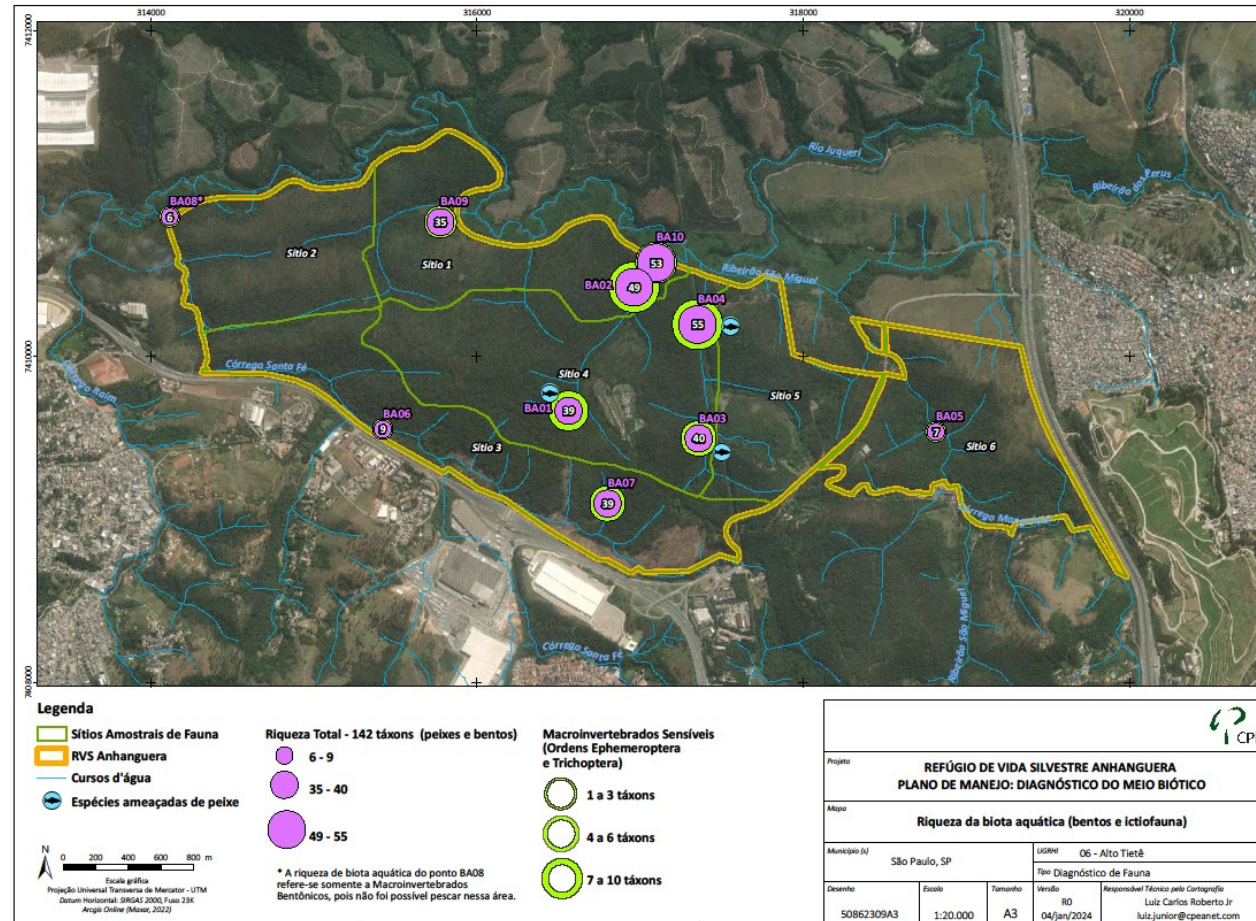 314000
316000
318000
320000
7412000
7410000
7408000
Rio Juqueri
Ribeirão dos Perus
BA08*
6
BA09
35
Sítio 2
Sítio 1
BA10
53
Ribeirão São Miguel
BA02
49
BA04
55
Córrego Santa Fé
Sítio 4
BA01
39
Sítio 5
BA06
9
BA03
40
BA05
7
Sítio 6
Sítio 3
BA07
39
Ribeirão São Miguel
Córrego Santa Fé
Legenda
Sítios Amostrais de Fauna
RVS Anhanguera
Cursos d'água
Espécies ameaçadas de peixe
N
0 200 400 600 800 m
Escala gráfica
Projeção Universal Transversa de Mercator - UTM
Datum Horizontal: SIRGAS 2000, Fuso 23K
Arcgis Online (Maxar, 2022)
Riqueza Total - 142 táxons (peixes e bentos)
6 - 9
35 - 40
49 - 55
* A riqueza de biota aquática do ponto BA08
refere-se somente a Macroinvertebrados
Bentônicos, pois não foi possível pescar nessa área.
Macroinvertebrados Sensíveis
(Ordens Ephemeroptera
e Trichoptera)
1 a 3 táxons
4 a 6 táxons
7 a 10 táxons
Projeto
REFÚGIO DE VIDA SILVESTRE ANHANGUERA
PLANO DE MANEJO: DIAGNÓSTICO DO MEIO BIÓTICO
Mapa
Riqueza da biota aquática (bentos e ictiofauna)
Município (s)
São Paulo, SP
UGRHI 06 - Alto Tietê
Tipo Diagnóstico de Fauna
Desenho
50862309A3
Escala
1:20.000
Tamanho
A3
Versão
R0
04/jan/2024
Responsável Técnico pela Cartografia
Luiz Carlos Roberto Jr
luiz.junior@cpeanet.com